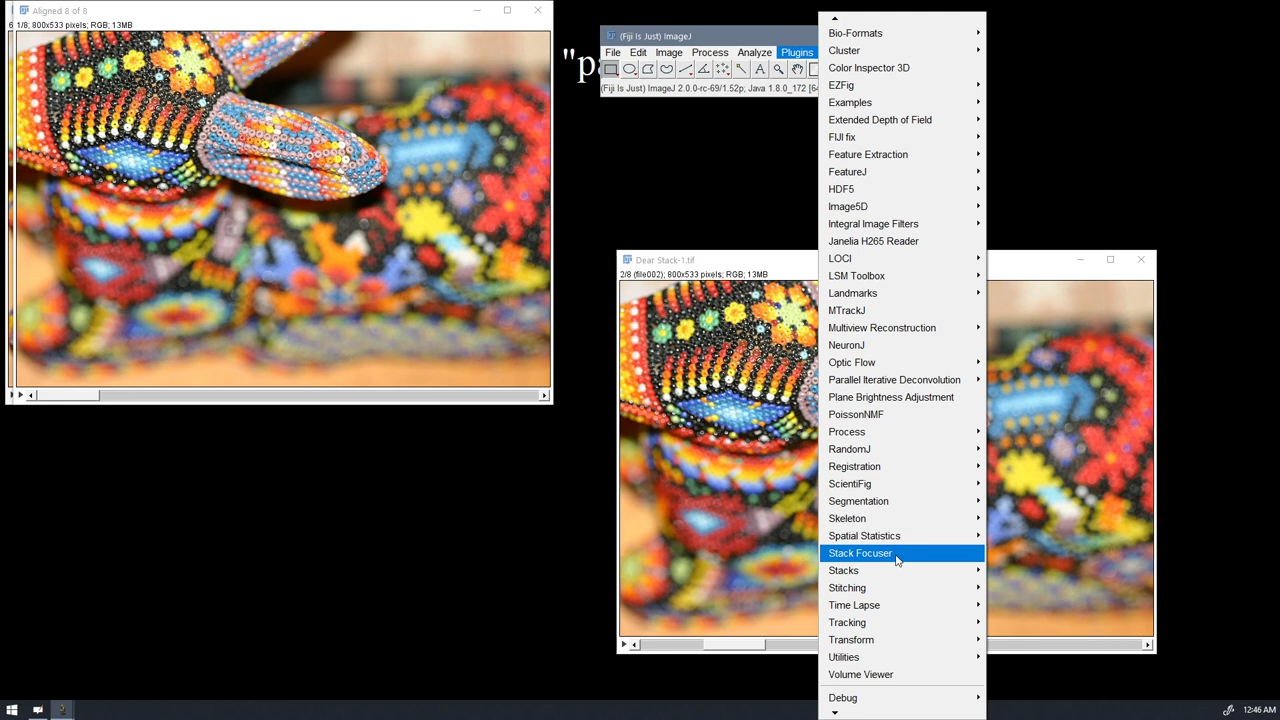 Aligned 8 of 8
6 1/8; 800x533 pixels; RGB; 13MB
"pa
(Fiji Is Just) ImageJ
File Edit Image Process Analyze Plugins
(Fiji Is Just) ImageJ 2.0.0-rc-69/1.52p; Java 1.8.0_172 [64
Dear Stack-1.tif
2/8 (file002); 800x533 pixels; RGB; 13MB
Bio-Formats
Cluster
Color Inspector 3D
EZFig
Examples
Extended Depth of Field
FIJI fix
Feature Extraction
FeatureJ
HDF5
Image5D
Integral Image Filters
Janelia H265 Reader
LOCI
LSM Toolbox
Landmarks
MTrackJ
Multiview Reconstruction
NeuronJ
Optic Flow
Parallel Iterative Deconvolution
Plane Brightness Adjustment
PoissonNMF
Process
RandomJ
Registration
ScientiFig
Segmentation
Skeleton
Spatial Statistics
Stack Focuser
Stacks
Stitching
Time Lapse
Tracking
Transform
Utilities
Volume Viewer
Debug
12:46 AM